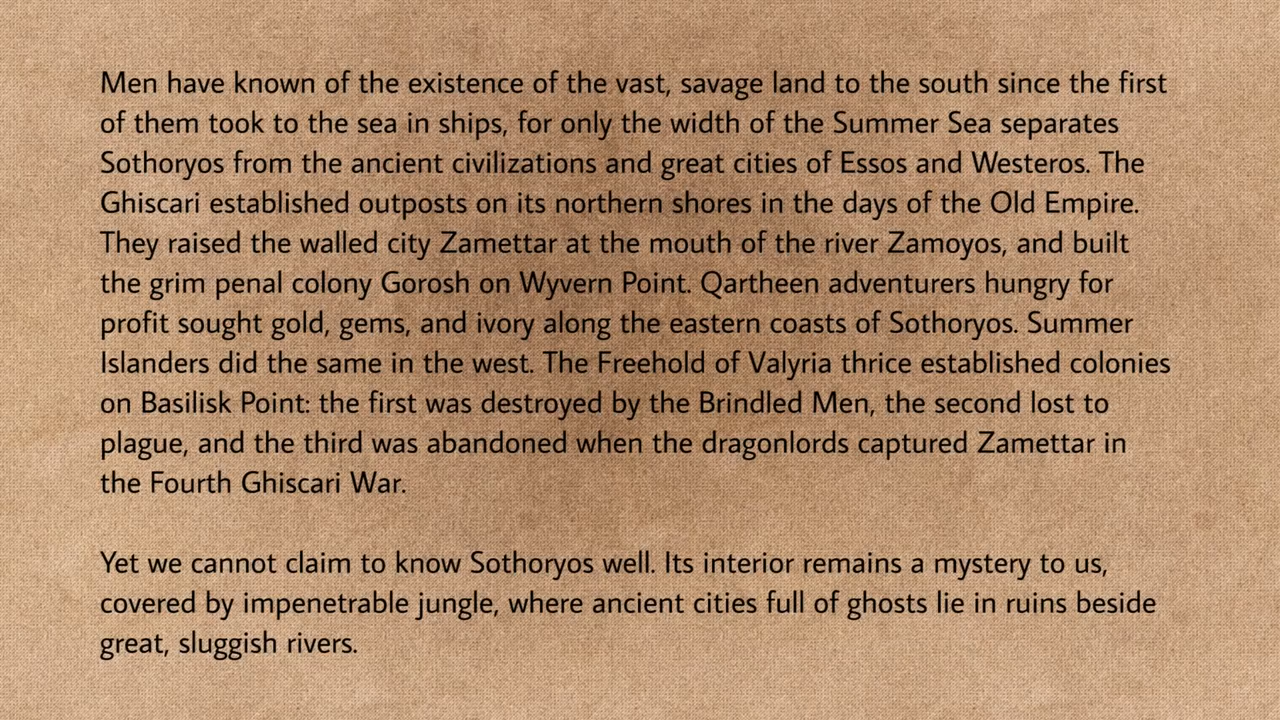 Men have known of the existence of the vast, savage land to the south since the first
of them took to the sea in ships, for only the width of the Summer Sea separates
Sothoryos from the ancient civilizations and great cities of Essos and Westeros. The
Ghiscari established outposts on its northern shores in the days of the Old Empire.
They raised the walled city Zamettar at the mouth of the river Zamoyos, and built
the grim penal colony Gorosh on Wyvern Point. Qartheen adventurers hungry for
profit sought gold, gems, and ivory along the eastern coasts of Sothoryos. Summer
Islanders did the same in the west. The Freehold of Valyria thrice established colonies
on Basilisk Point: the first was destroyed by the Brindled Men, the second lost to
plague, and the third was abandoned when the dragonlords captured Zamettar in
the Fourth Ghiscari War.

Yet we cannot claim to know Sothoryos well. Its interior remains a mystery to us,
covered by impenetrable jungle, where ancient cities full of ghosts lie in ruins beside
great, sluggish rivers.